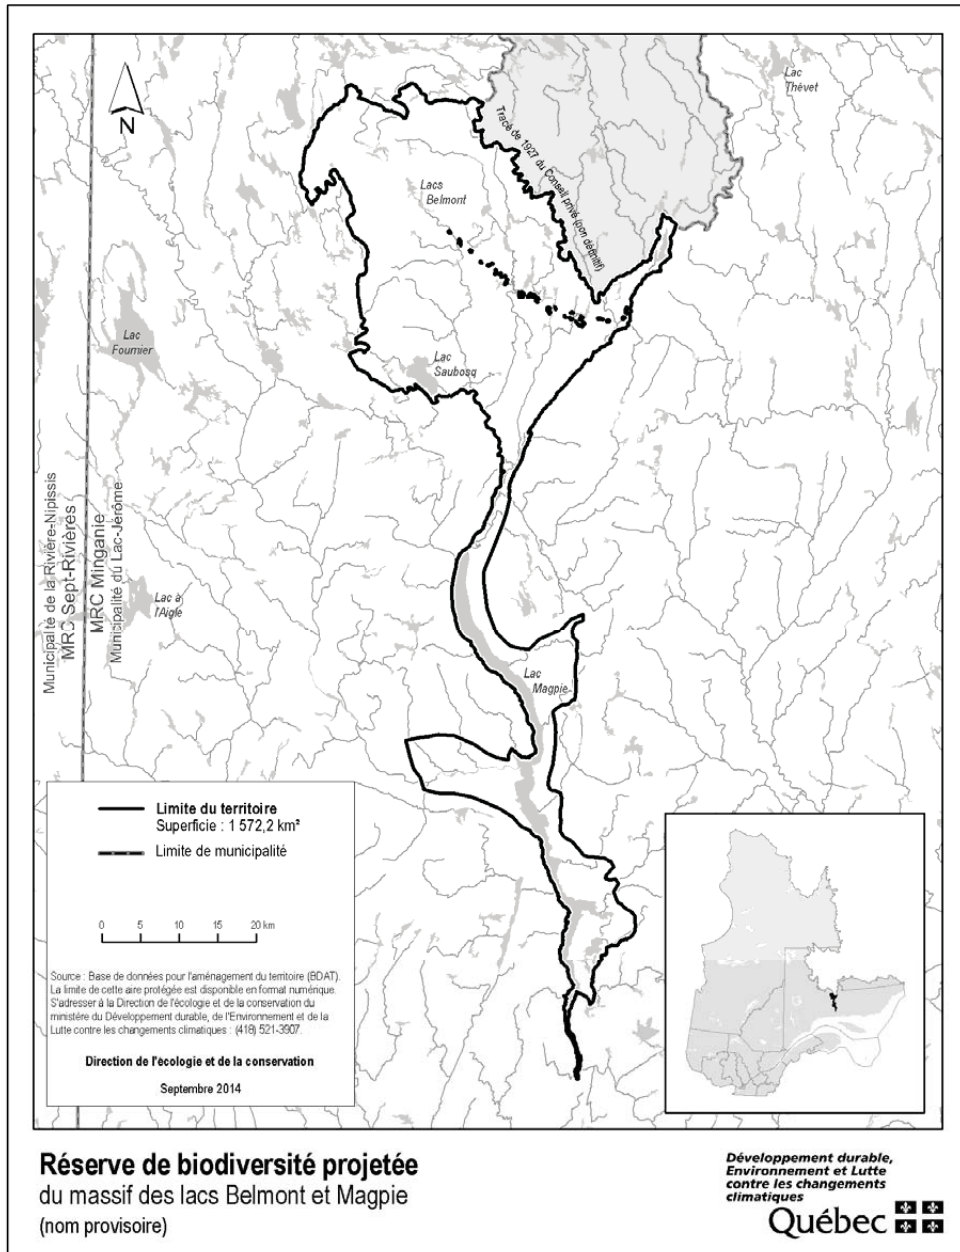 N
Lac
Thévet
Tracé de 1927 du Conseil privé (non définitif)
Lacs
Belmont
Lac
Fournier
Lac
Saubosq
Municipalité de la Rivière-Nipissis
MRC Sept-Rivières
MRC Minganie
Municipalité du Lac-Jérôme
Lac à
l'Aigle
Lac
Magpie
Limite du territoire
Superficie : 1 572,2 km²
Limite de municipalité
0 5 10 15 20 km
Source : Base de données pour l'aménagement du territoire (BDAT).
La limite de cette aire protégée est disponible en format numérique.
S'adresser à la Direction de l'écologie et de la conservation du
ministère du Développement durable, de l'Environnement et de la
Lutte contre les changements climatiques : (418) 521-3907.
Direction de l'écologie et de la conservation
Septembre 2014
Réserve de biodiversité projetée
du massif des lacs Belmont et Magpie
(nom provisoire)
Développement durable,
Environnement et Lutte
contre les changements
climatiques
Québec